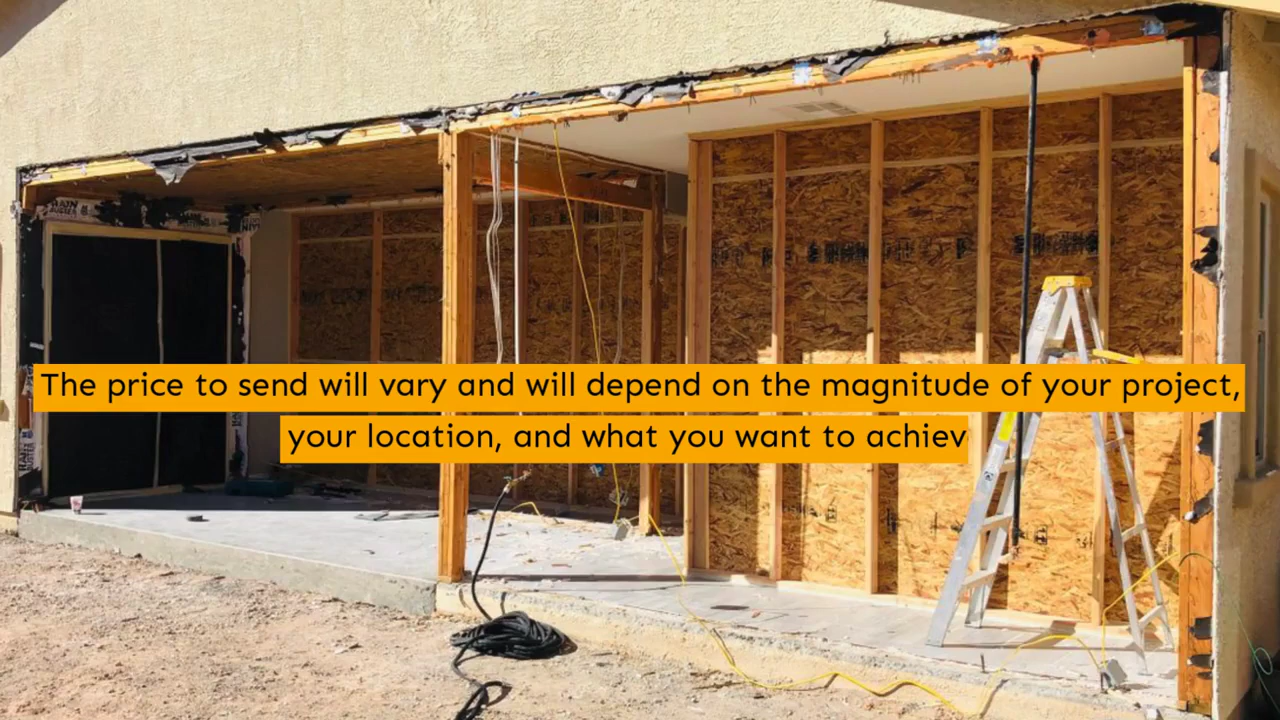 The price to send will vary and will depend on the magnitude of your project,
your location, and what you want to achiev